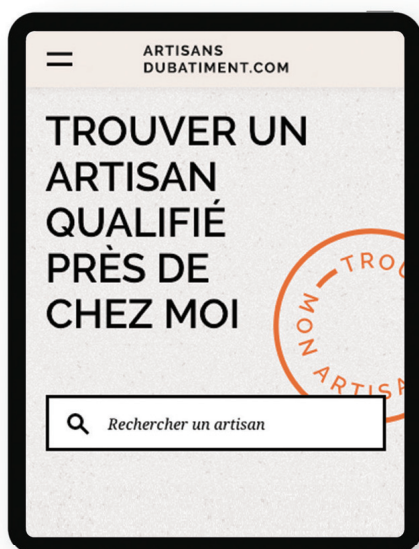 ARTISANS
DUBATIMENT.COM
TROUVER UN
ARTISAN
QUALIFIÉ
PRÈS DE
CHEZ MOI
MON ARTISA
TROU
Rechercher un artisan